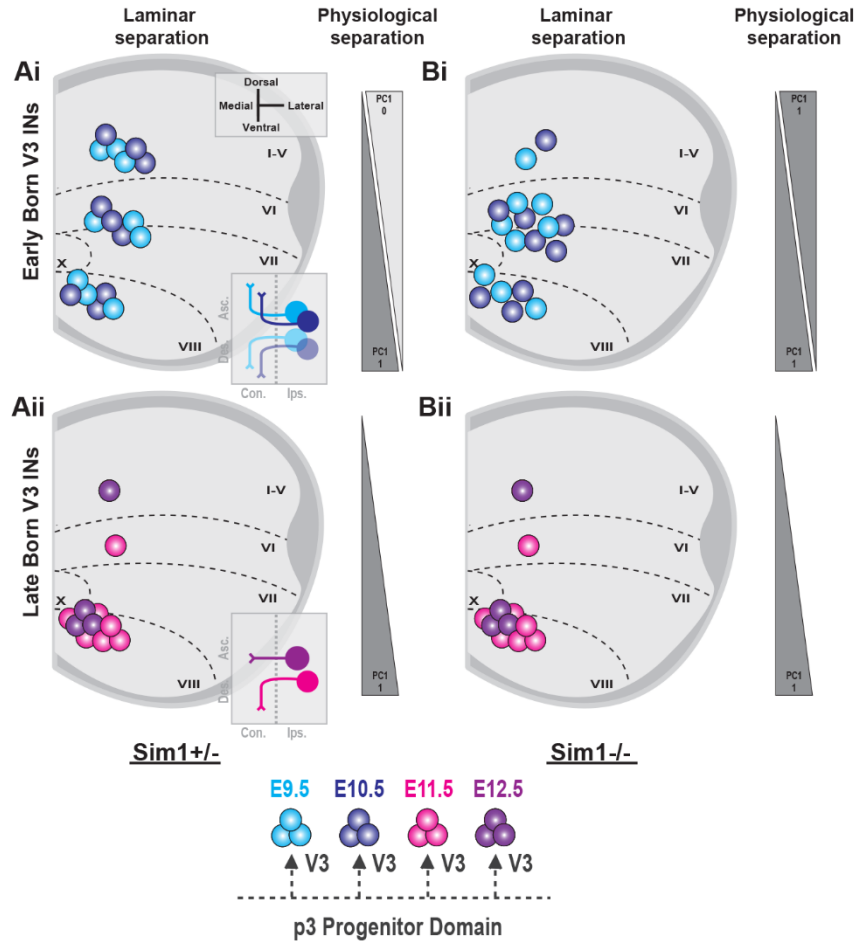 Laminar
separation
Physiological
separation
Laminar
separation
Physiological
separation
Ai
Bi
Early Born V3 INs
Dorsal
Medial
Lateral
Ventral
I-V
VI
VII
X
VIII
Asc.
Des.
Con.
Ips.
PC1
0
PC1
1
I-V
VI
VII
X
VIII
PC1
1
PC1
1
Aii
Bii
Late Born V3 INs
I-V
VI
VII
X
VIII
Asc.
Des.
Con.
Ips.
PC1
1
I-V
VI
VII
X
VIII
PC1
1
Sim1+/-
Sim1-/-
E9.5 E10.5 E11.5 E12.5
V3 V3 V3 V3
p3 Progenitor Domain